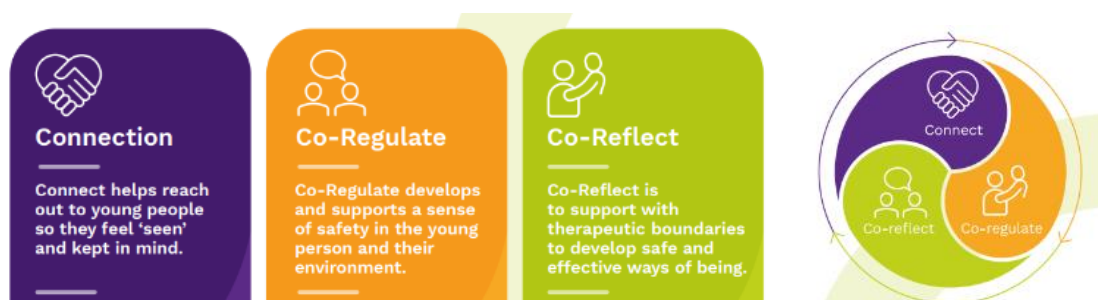 Connection
Connect helps reach
out to young people
so they feel ‘seen’
and kept in mind.
Co-Regulate
Co-Regulate develops
and supports a sense
of safety in the young
person and their
environment.
Co-Reflect
Co-Reflect is
to support with
therapeutic boundaries
to develop safe and
effective ways of being.
Connect
Co-reflect
Co-regulate